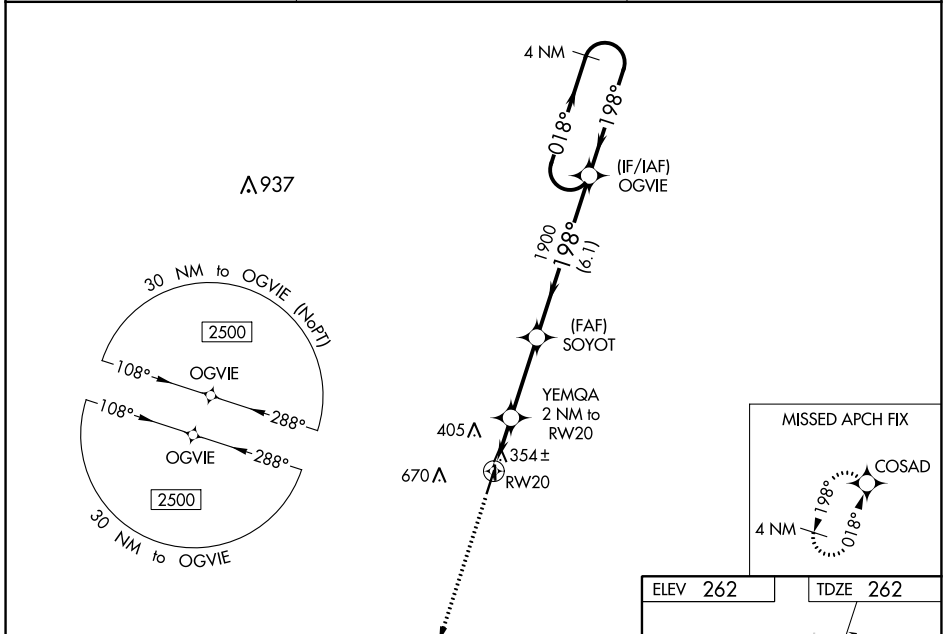 4 NM
018°
198°
(IF/IAF)
OGVIE
937
1900
198°
(6.1)
30 NM to OGVIE (NoPT)
2500
108°
OGVIE
288°
108°
OGVIE
288°
2500
30 NM to OGVIE
(FAF)
SOYOT
YEMQA
2 NM to
RW20
405
354±
670
RW20
MISSED APCH FIX
COSAD
198°
4 NM
018°
ELEV 262
TDZE 262